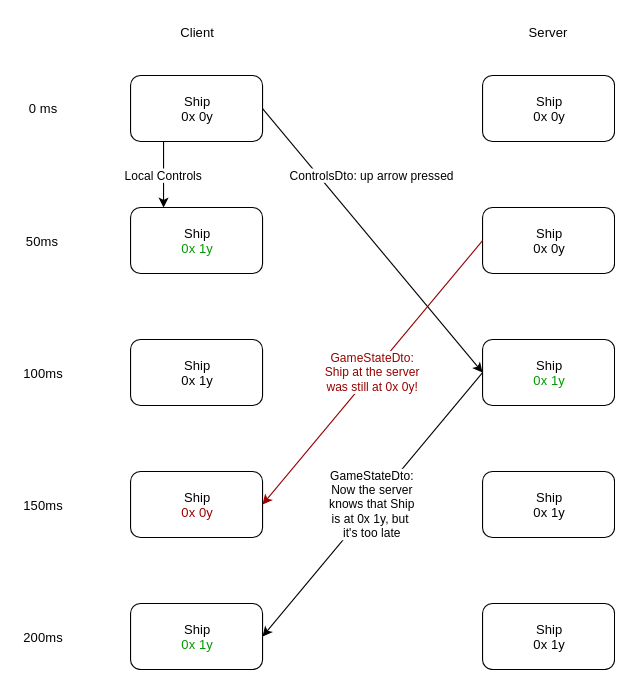 Client
Server
0 ms
Ship
0x 0y
Ship
0x 0y
Local Controls
ControlsDto: up arrow pressed
50ms
Ship
0x 1y
Ship
0x 0y
100ms
Ship
0x 1y
GameStateDto:
Ship at the server
was still at 0x 0y!
Ship
0x 1y
150ms
Ship
0x 0y
GameStateDto:
Now the server
knows that Ship
is at 0x 1y, but
it's too late
Ship
0x 1y
200ms
Ship
0x 1y
Ship
0x 1y